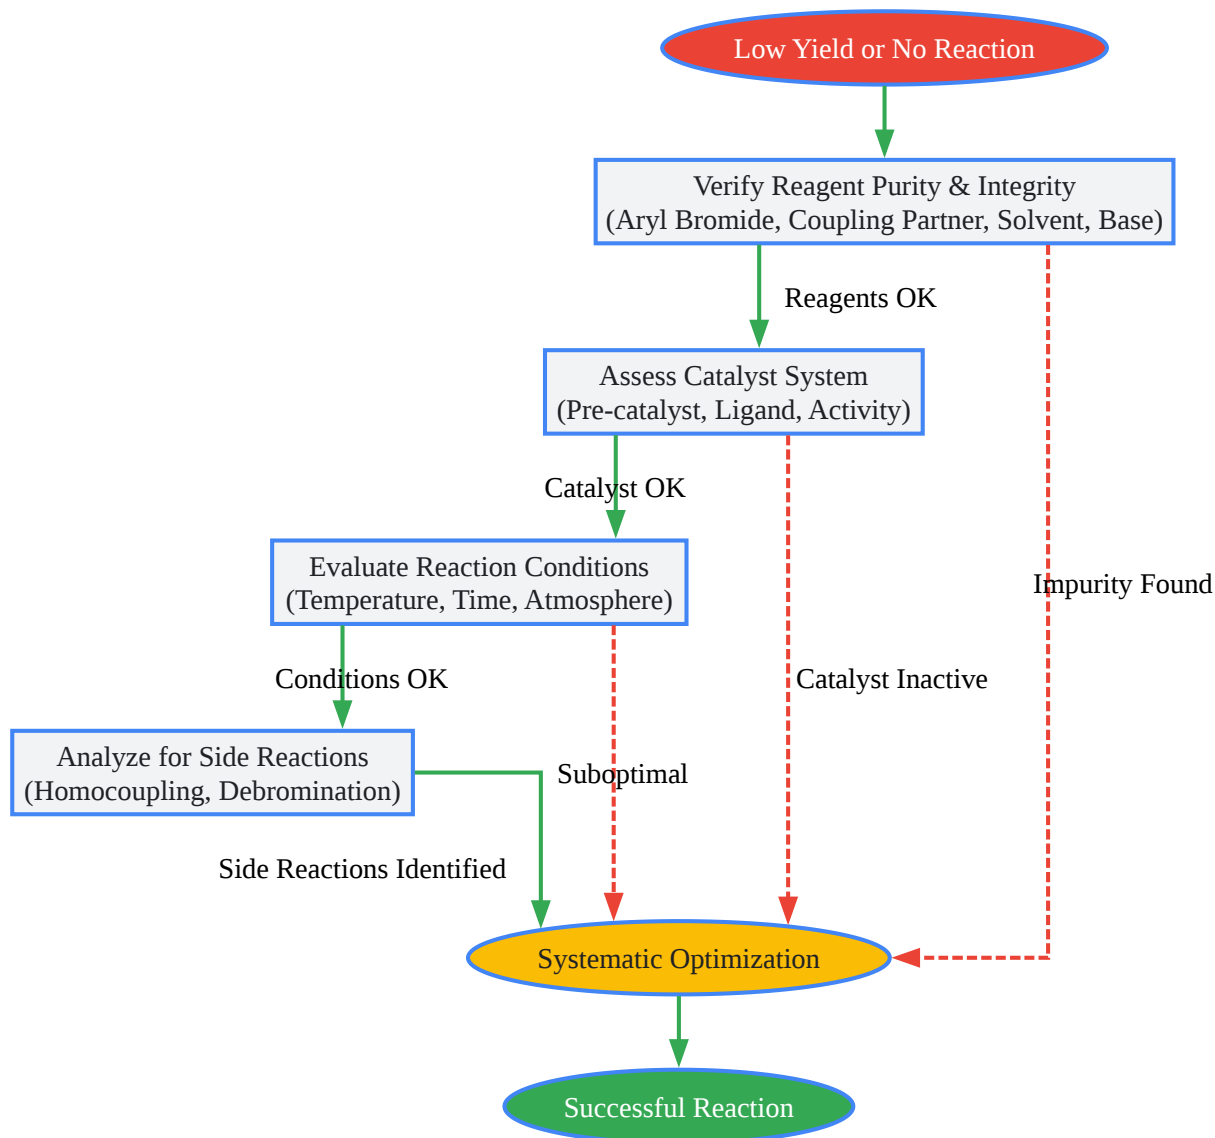 Low Yield or No Reaction
Verify Reagent Purity & Integrity
(Aryl Bromide, Coupling Partner, Solvent, Base)
Reagents OK
Assess Catalyst System
(Pre-catalyst, Ligand, Activity)
Catalyst OK
Evaluate Reaction Conditions
(Temperature, Time, Atmosphere)
Impurity Found
Conditions OK
Catalyst Inactive
Analyze for Side Reactions
(Homocoupling, Debromination)
Suboptimal
Side Reactions Identified
Systematic Optimization
Successful Reaction